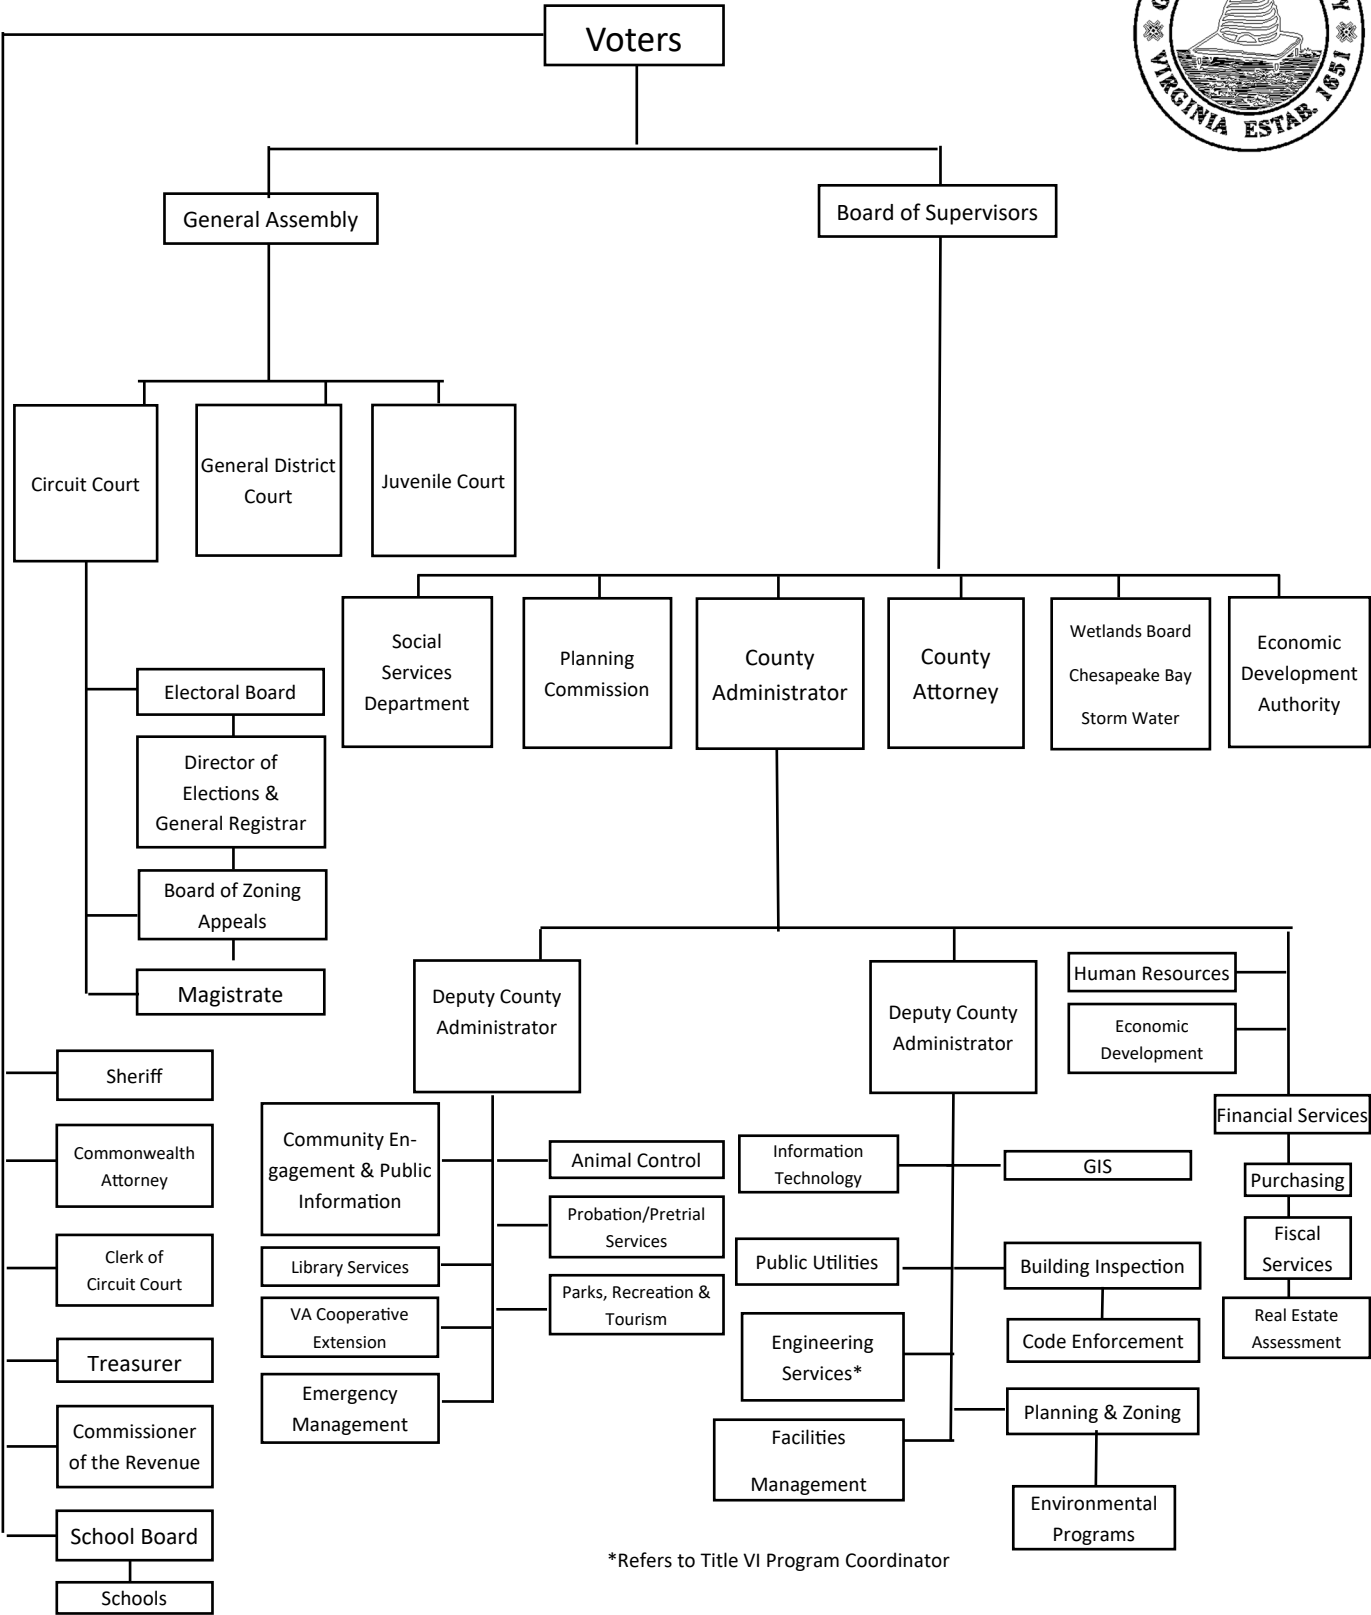 Voters
VIRGINIA ESTAB. 1651
General Assembly
Board of Supervisors
Circuit Court
General District
Court
Juvenile Court
Social
Services
Department
Planning
Commission
County
Administrator
County
Attorney
Wetlands Board
Chesapeake Bay
Storm Water
Economic
Development
Authority
Electoral Board
Director of
Elections &
General Registrar
Board of Zoning
Appeals
Magistrate
Deputy County
Administrator
Deputy County
Administrator
Human Resources
Economic
Development
Sheriff
Commonwealth
Attorney
Clerk of
Circuit Court
Treasurer
Commissioner
of the Revenue
School Board
Schools
Community En-
gagement & Public
Information
Library Services
VA Cooperative
Extension
Emergency
Management
Animal Control
Probation/Pretrial
Services
Parks, Recreation &
Tourism
Information
Technology
Public Utilities
Engineering
Services*
Facilities
Management
GIS
Building Inspection
Code Enforcement
Planning & Zoning
Environmental
Programs
Financial Services
Purchasing
Fiscal
Services
Real Estate
Assessment
*Refers to Title VI Program Coordinator